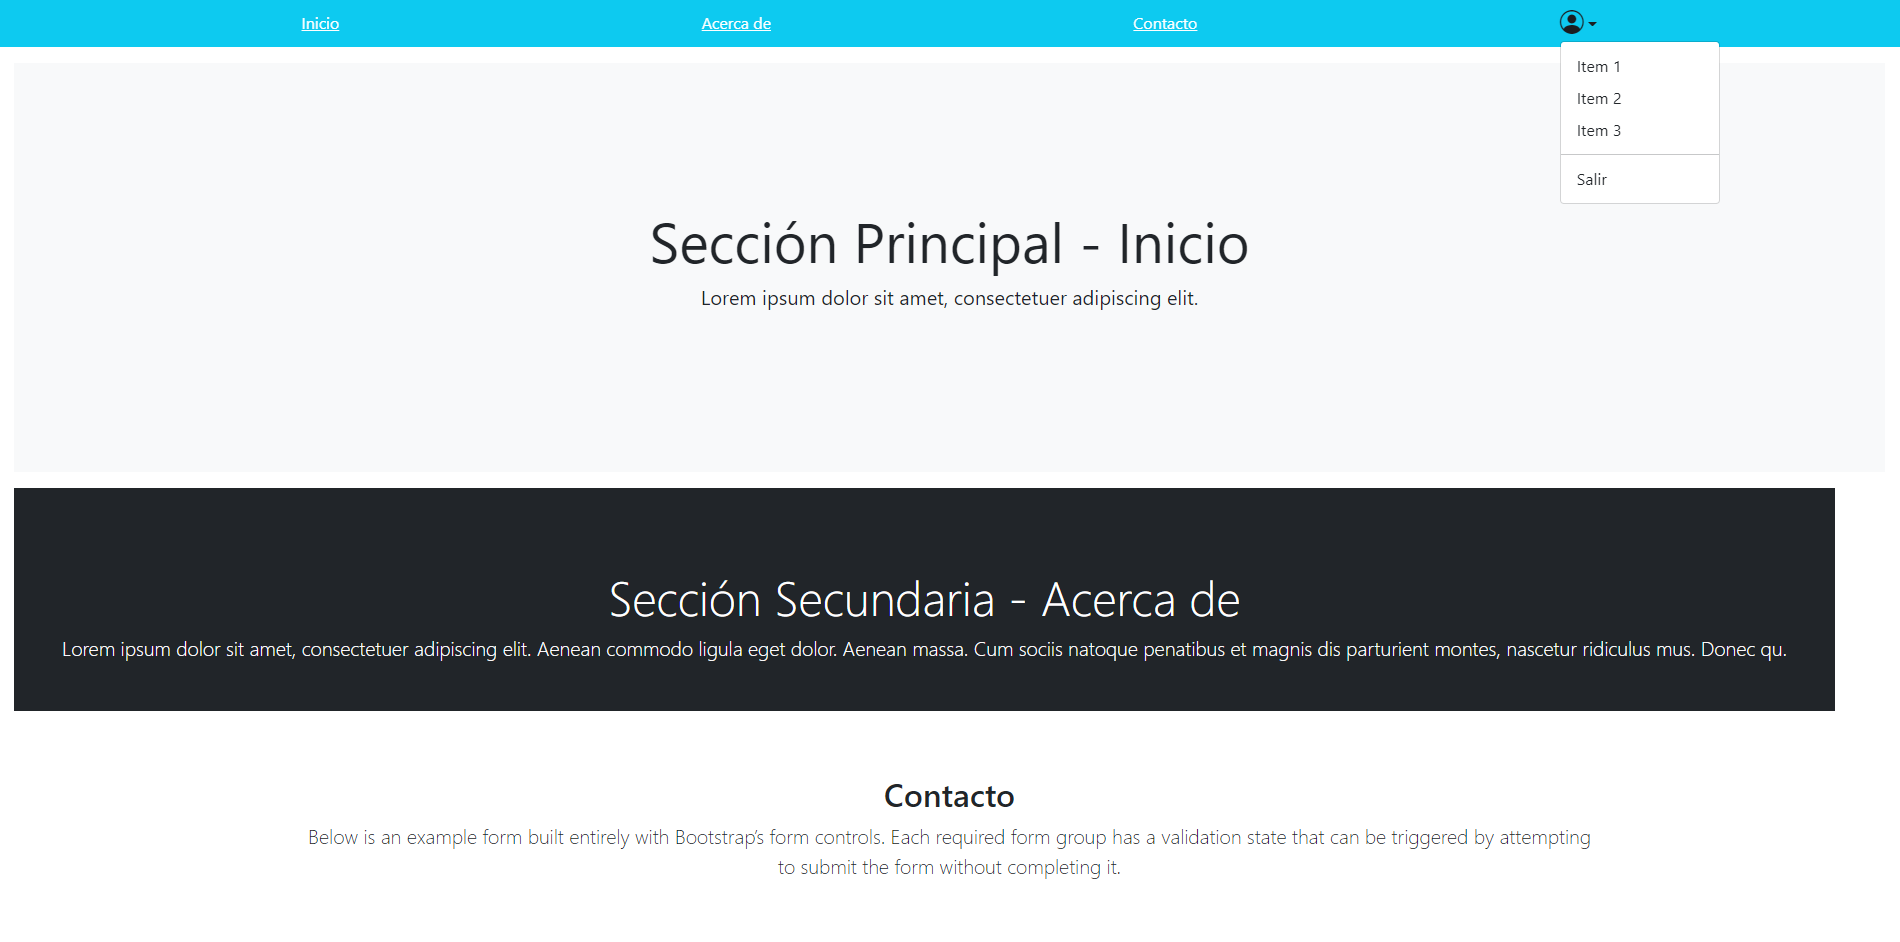 Inicio
Acerca de
Contacto
Item 1
Item 2
Item 3
Salir
Sección Principal - Inicio
Lorem ipsum dolor sit amet, consectetuer adipiscing elit.
Sección Secundaria - Acerca de
Lorem ipsum dolor sit amet, consectetuer adipiscing elit. Aenean commodo ligula eget dolor. Aenean massa. Cum sociis natoque penatibus et magnis dis parturient montes, nascetur ridiculus mus. Donec qu.
Contacto
Below is an example form built entirely with Bootstrap’s form controls. Each required form group has a validation state that can be triggered by attempting
to submit the form without completing it.